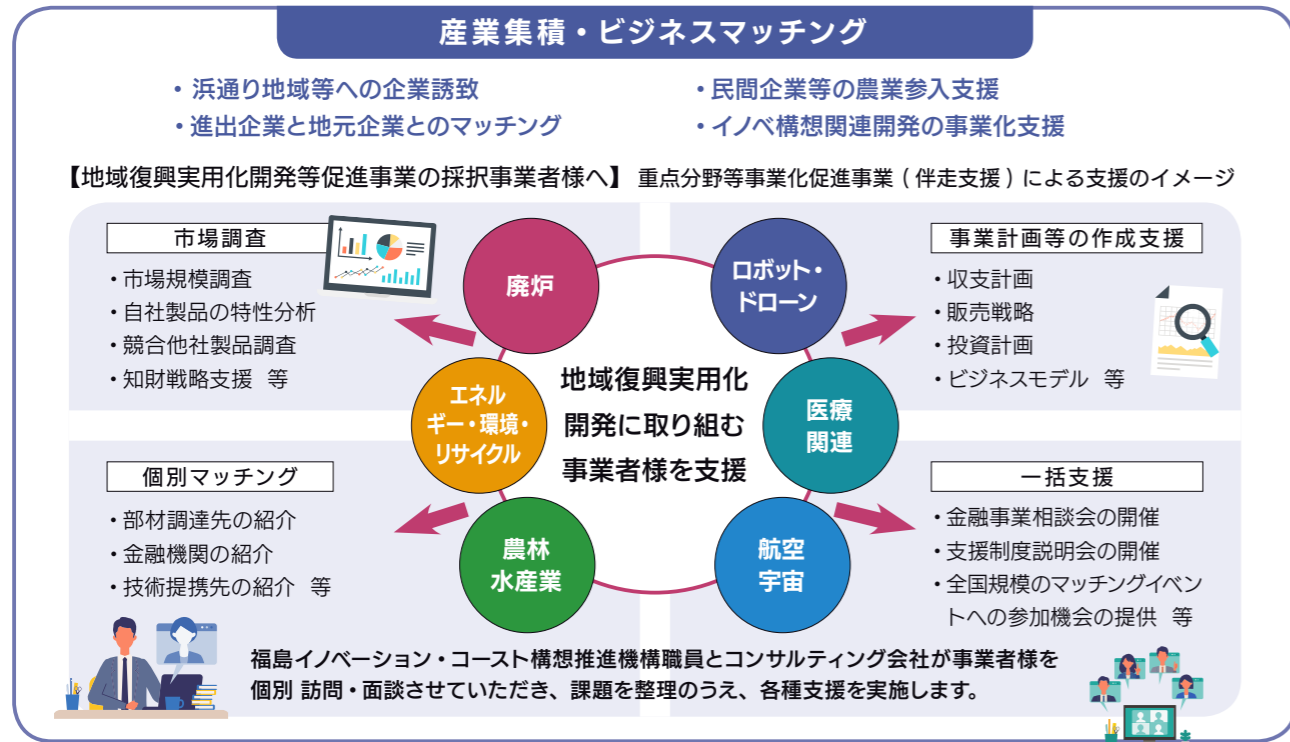 産業集積・ビジネスマッチング
・浜通り地域等への企業誘致
・進出企業と地元企業とのマッチング
・民間企業等の農業参入支援
・イノベ構想関連開発の事業化支援
【地域復興実用化開発等促進事業の採択事業者様へ】 重点分野等事業化促進事業 ( 伴走支援 ) による支援のイメージ
市場調査
・市場規模調査
・自社製品の特性分析
・競合他社製品調査
・知財戦略支援 等
廃炉
ロボット・
ドローン
事業計画等の作成支援
・収支計画
・販売戦略
・投資計画
・ビジネスモデル 等
エネル
ギー・環境・
リサイクル
地域復興実用化
開発に取り組む
事業者様を支援
医療
関連
個別マッチング
・部材調達先の紹介
・金融機関の紹介
・技術提携先の紹介 等
農林
水産業
航空
宇宙
一括支援
・金融事業相談会の開催
・支援制度説明会の開催
・全国規模のマッチングイベン
トへの参加機会の提供 等
福島イノベーション・コースト構想推進機構職員とコンサルティング会社が事業者様を
個別 訪問・面談させていただき、課題を整理のうえ、各種支援を実施します。